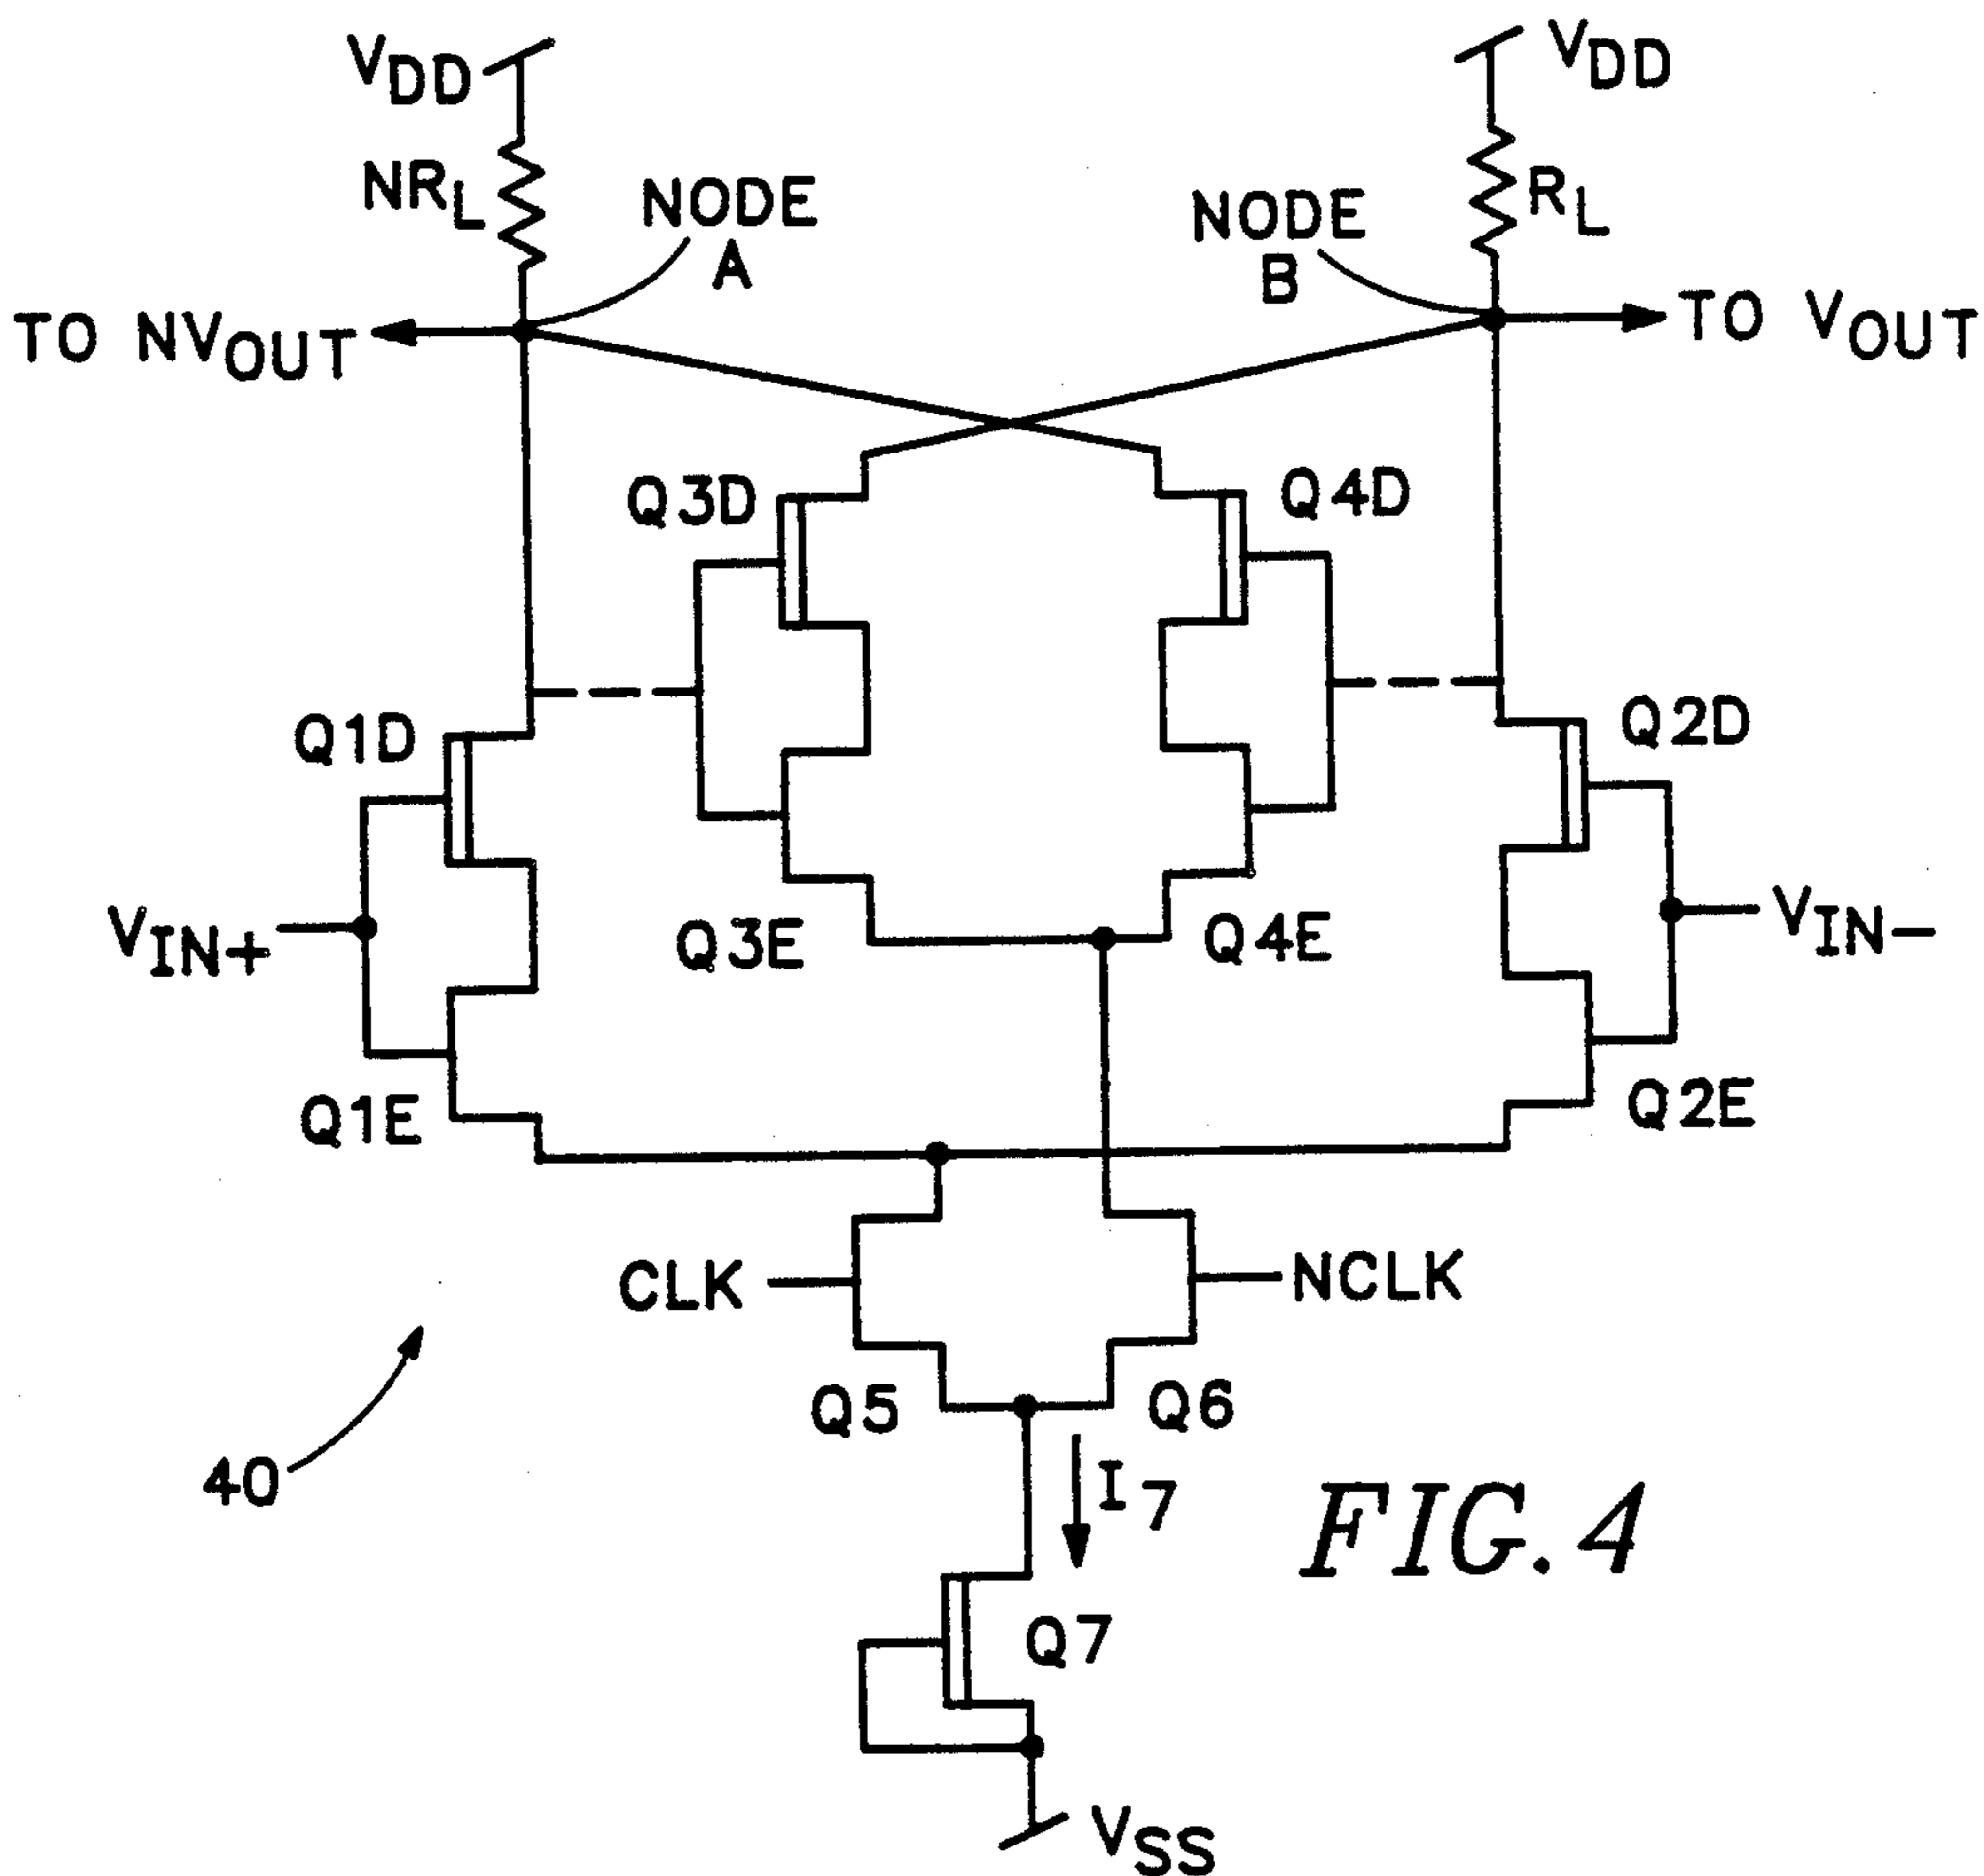 VDD
VDD
NRL
NODE
A
NODE
B
RL
TO NVOUT
TO VOUT
Q3D
Q4D
Q1D
Q2D
VIN+
Q3E
Q4E
VIN−
Q1E
Q2E
CLK
NCLK
Q5
Q6
40
I7
FIG. 4
Q7
VSS